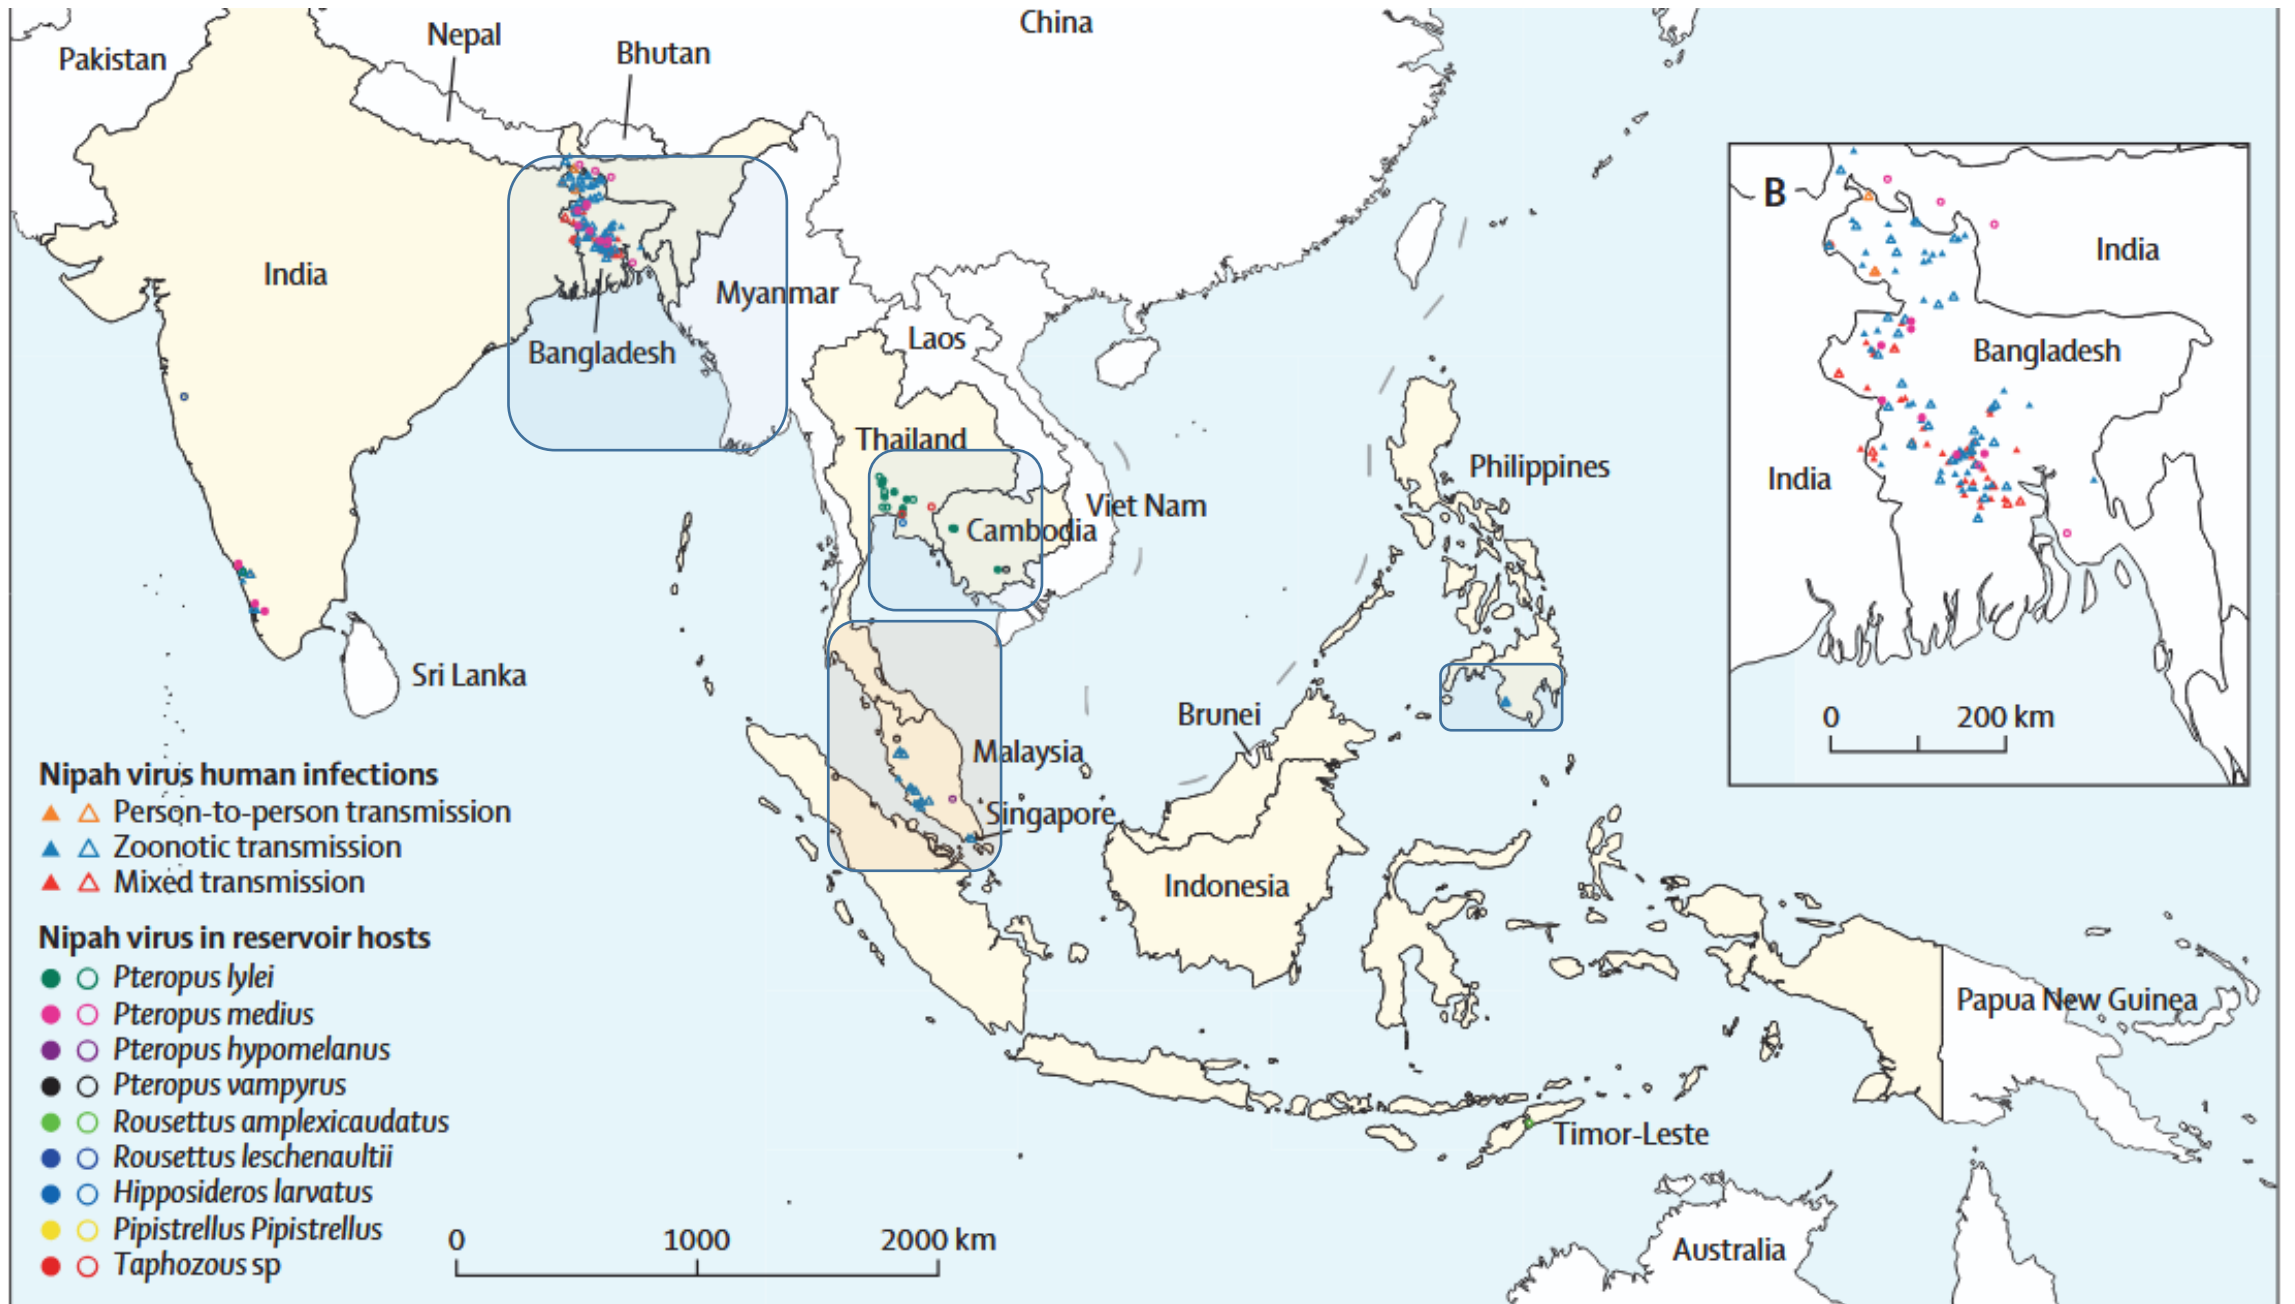 Pakistan
Nepal
Bhutan
China
India
Myanmar
Bangladesh
Laos
Thailand
Cambodia
Viet Nam
Philippines
Sri Lanka
Brunei
Malaysia
Singapore
Indonesia
Papua New Guinea
Timor-Leste
Australia
B
India
Bangladesh
India
0 200 km
Nipah virus human infections
Person-to-person transmission
Zoonotic transmission
Mixed transmission
Nipah virus in reservoir hosts
Pteropus lylei
Pteropus medius
Pteropus hypomelanus
Pteropus vampyrus
Rousettus amplexicaudatus
Rousettus leschenaultii
Hipposideros larvatus
Pipistrellus Pipistrellus
Taphozous sp
0 1000 2000 km